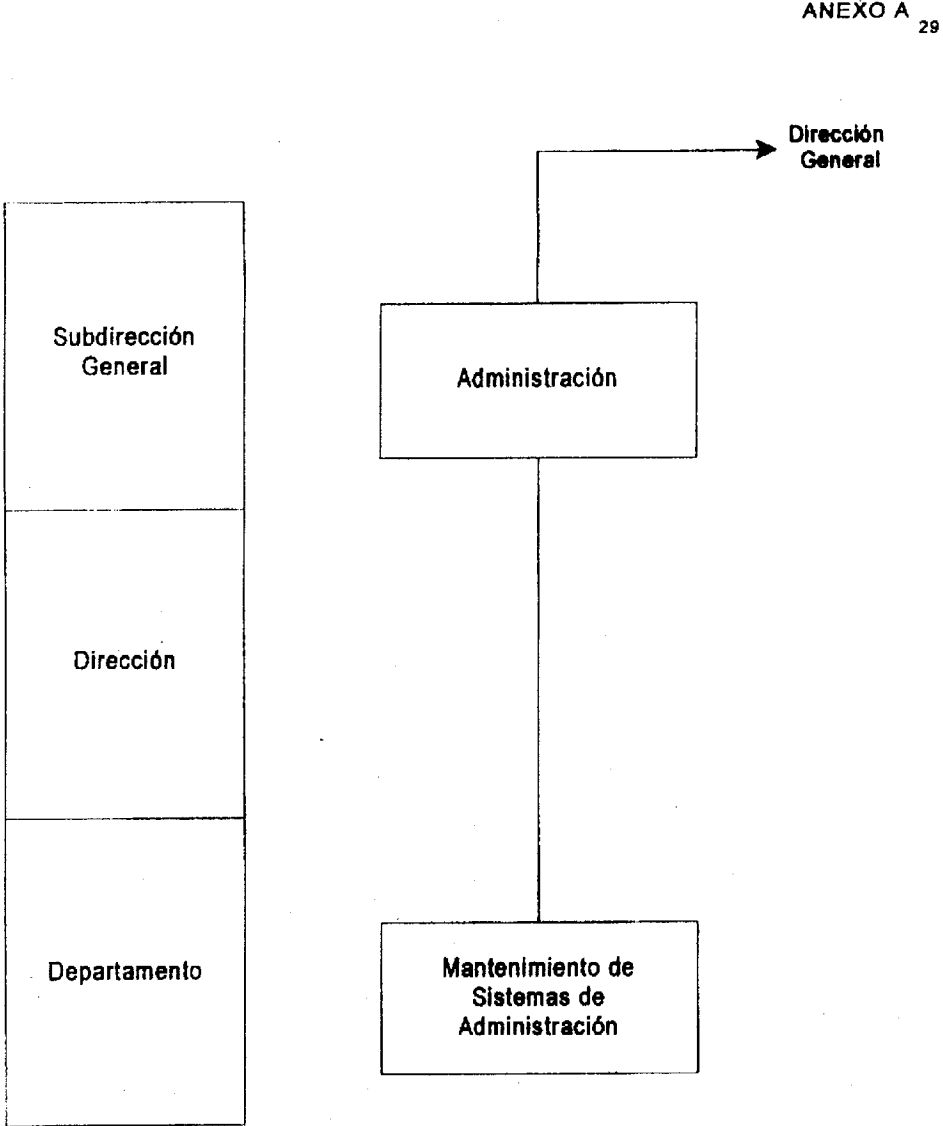 ANEXO A
29
Dirección
General
Subdirección
General
Administración
Dirección
Departamento
Mantenimiento de
Sistemas de
Administración